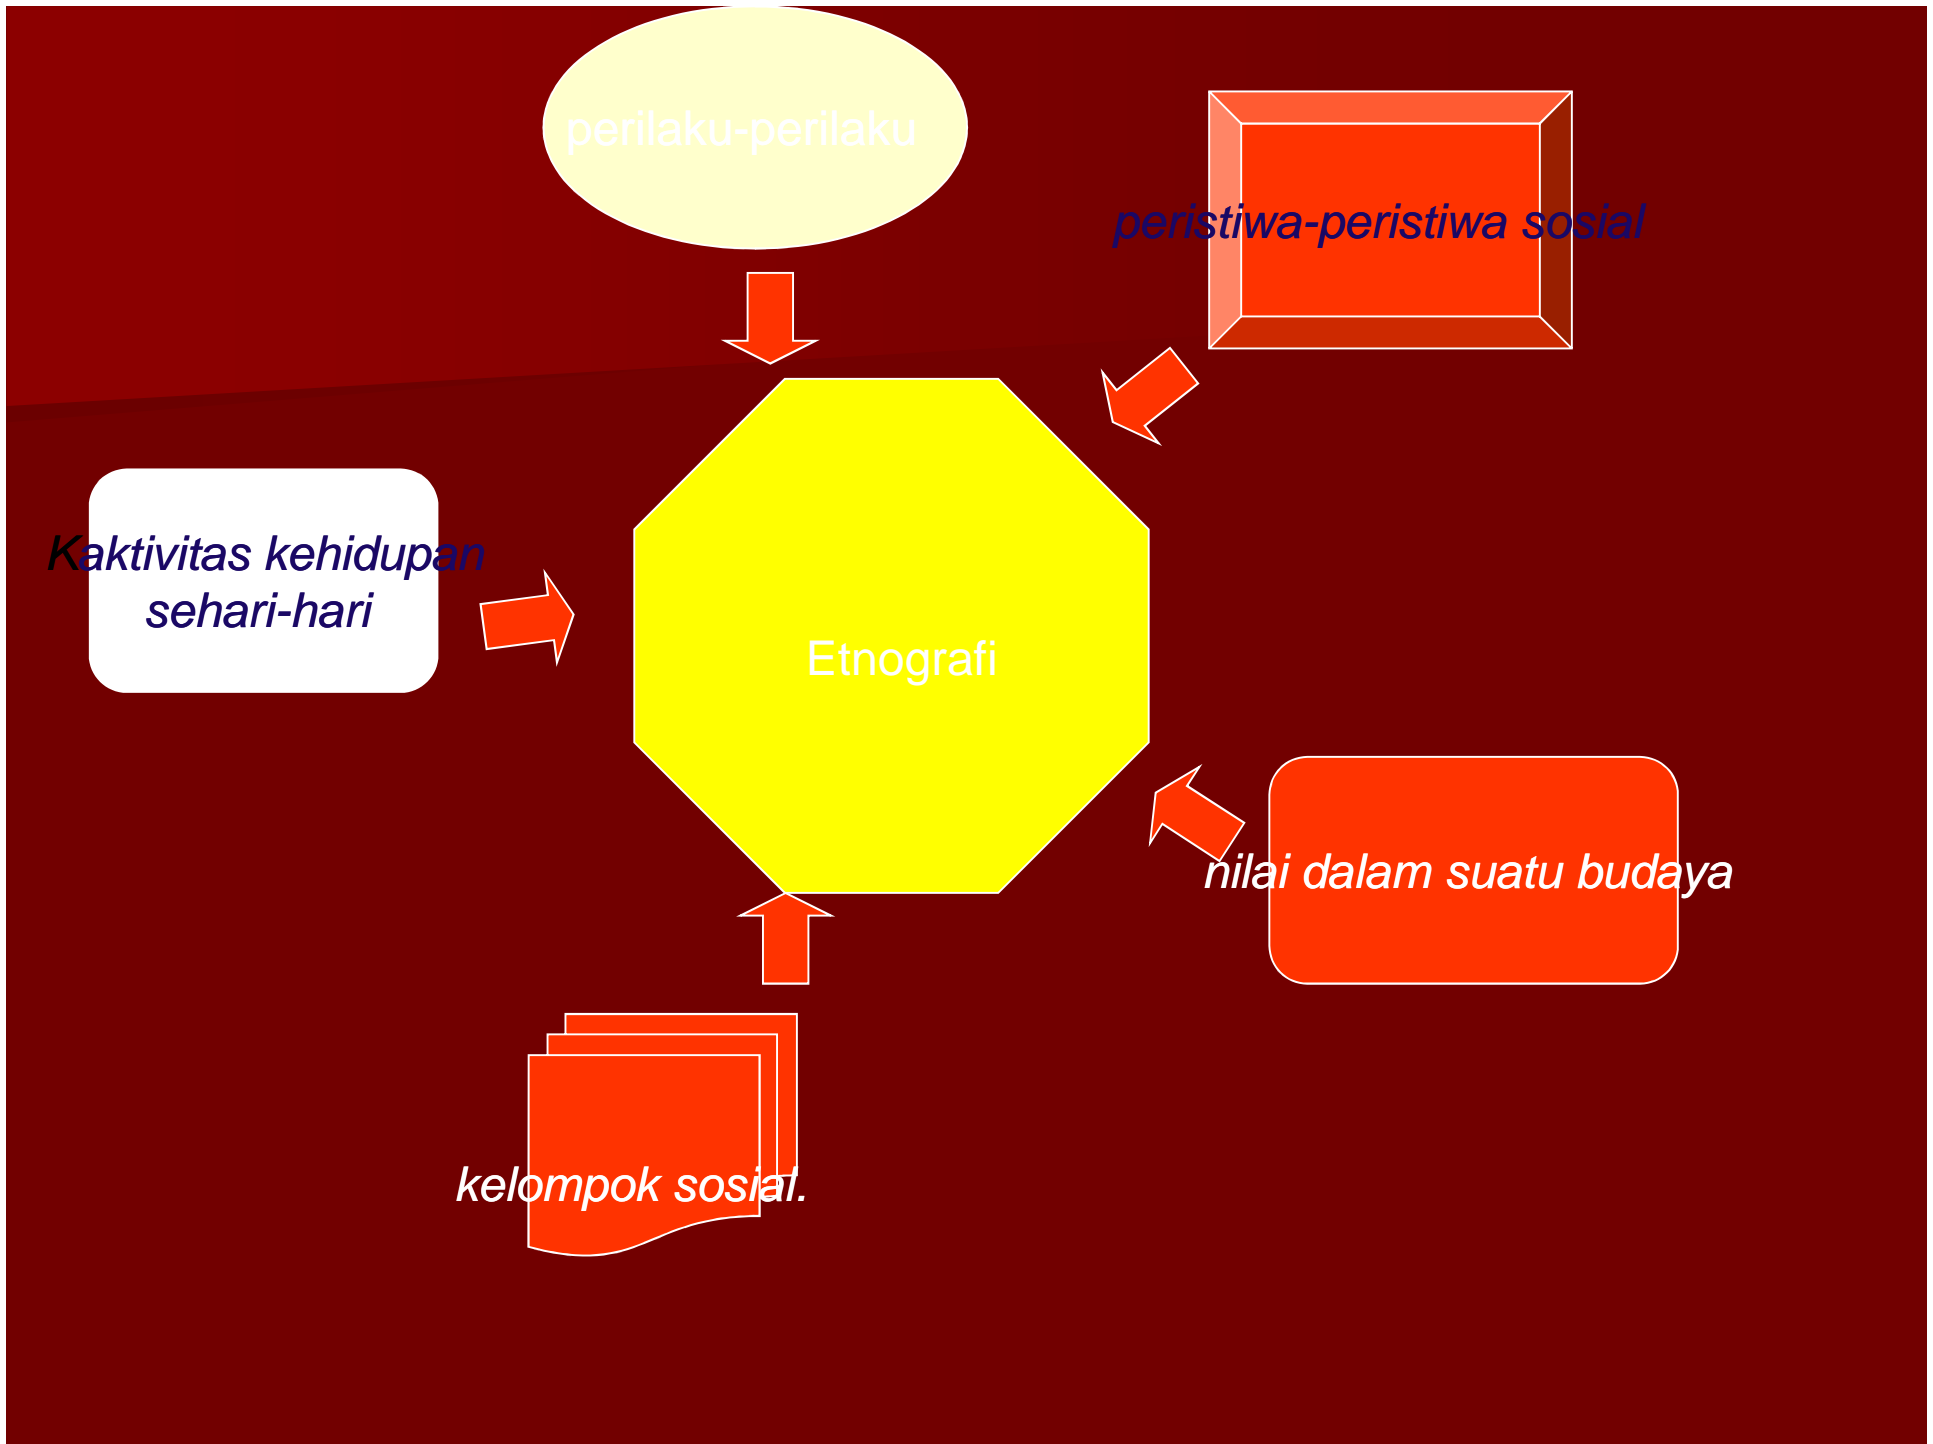 perilaku-perilaku
peristiwa-peristiwa sosial
Kaktivitas kehidupan
sehari-hari
Etnografi
nilai dalam suatu budaya
kelompok sosial.